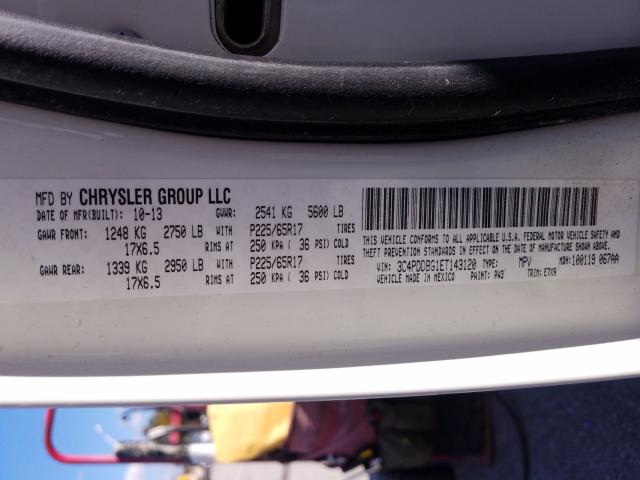 MFD BY CHRYSLER GROUP LLC
DATE OF MFR(BUILT): 10-13 GVWR: 2541 KG 5600 LB
GAWR FRONT: 1248 KG 2750 LB WITH P225/65R17 TIRES
17X6.5 RIMS AT 250 KPA( 36 PSI) COLD
GAWR REAR: 1339 KG 2950 LB WITH P225/65R17 TIRES
17X6.5 RIMS AT 250 KPA( 36 PSI) COLD
THIS VEHICLE CONFORMS TO ALL APPLICABLE U.S.A. FEDERAL MOTOR VEHICLE SAFETY, BUMPER AND
THEFT PREVENTION STANDARDS IN EFFECT ON THE DATE OF MANUFACTURE SHOWN ABOVE.
VIN: 3C4PDDBG1ET143120 TYPE: MPV MDH:100119 067AA
VEHICLE MADE IN MEXICO PAINT: PW3 TRIM: E7X9